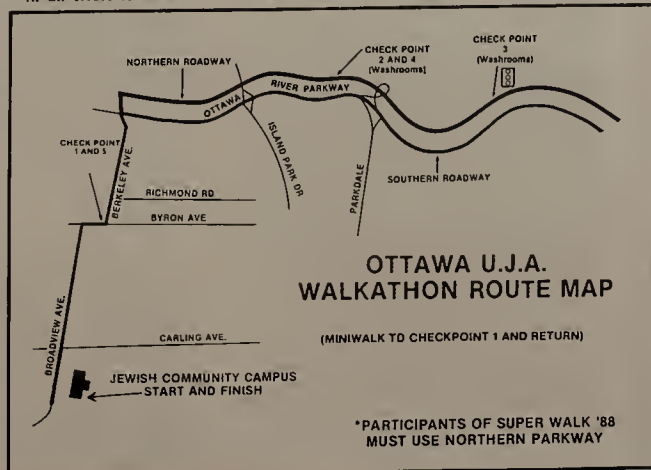 NORTHERN ROADWAY
CHECK POINT
2 AND 4
(Washrooms)
CHECK POINT
3
(Washrooms)
OTTAWA RIVER PARKWAY
CHECK POINT
1 AND 5
BERKELEY AVE.
ISLAND PARK DR
PARKDALE
SOUTHERN ROADWAY
RICHMOND RD
BYRON AVE
OTTAWA U.J.A.
WALKATHON ROUTE MAP
(MINIWALK TO CHECKPOINT 1 AND RETURN)
BROADVIEW AVE.
CARLING AVE.
JEWISH COMMUNITY CAMPUS
START AND FINISH
*PARTICIPANTS OF SUPER WALK '88
MUST USE NORTHERN PARKWAY